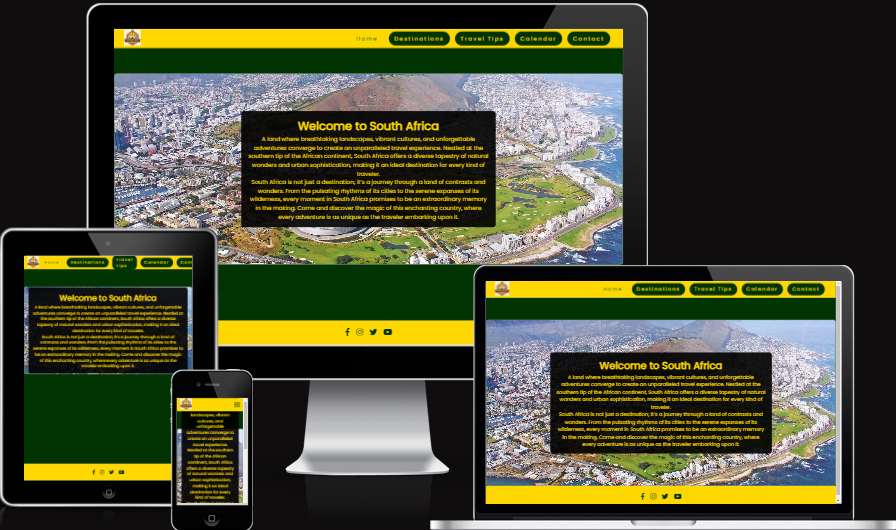 Home Destinations Travel Tips Calendar Contact
Welcome to South Africa
A land where breathtaking landscapes, vibrant cultures, and unforgettable
adventures converge to create an unparalleled travel experience. Nestled at the
southern tip of the African continent, South Africa offers a diverse tapestry of natural
wonders and urban sophistication, making it an ideal destination for every kind of
traveler.
South Africa is not just a destination; it's a journey through a land of contrasts and
wonders. From the pulsating rhythms of its cities to the serene expanses of its
wilderness, every moment in South Africa promises to be an extraordinary memory
in the making. Come and discover the magic of this enchanting country, where
every adventure is as unique as the traveler embarking upon it.
Home Destinations Travel
Tips Calendar Con
Welcome to South Africa
A land where breathtaking landscapes, vibrant cultures, and unforgettable
adventures converge to create an unparalleled travel experience. Nestled at
the southern tip of the African continent, South Africa offers a diverse
tapestry of natural wonders and urban sophistication, making it an ideal
destination for every kind of traveler.
South Africa is not just a destination; it's a journey through a land of
contrasts and wonders. From the pulsating rhythms of its cities to the
serene expanses of its wilderness, every moment in South Africa promises to
be an extraordinary memory in the making. Come and discover the magic
of this enchanting country, where every adventure is as unique as the
traveler embarking upon it.
landscapes, vibrant
cultures, and
unforgettable
adventures converge to
create an unparalleled
travel experience.
Nestled at the southern
tip of the African
continent, South Africa
offers a diverse tapestry
of natural wonders and
urban sophistication,
making it an ideal
destination for every
kind of traveler.
Home Destinations Travel Tips Calendar Contact
Welcome to South Africa
A land where breathtaking landscapes, vibrant cultures, and unforgettable
adventures converge to create an unparalleled travel experience. Nestled at the
southern tip of the African continent, South Africa offers a diverse tapestry of natural
wonders and urban sophistication, making it an ideal destination for every kind of
traveler.
South Africa is not just a destination; it's a journey through a land of contrasts and
wonders. From the pulsating rhythms of its cities to the serene expanses of its
wilderness, every moment in South Africa promises to be an extraordinary memory
in the making. Come and discover the magic of this enchanting country, where
every adventure is as unique as the traveler embarking upon it.